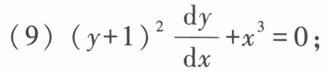 (9) (y+1)² dy/dx + x³ = 0;